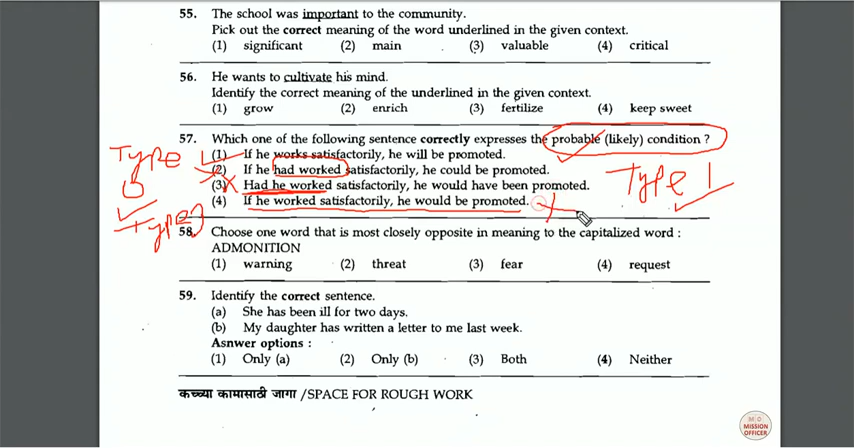 55. The school was important to the community.
Pick out the correct meaning of the word underlined in the given context.
(1) significant (2) main (3) valuable (4) critical
56. He wants to cultivate his mind.
Identify the correct meaning of the underlined in the given context.
(1) grow (2) enrich (3) fertilize (4) keep sweet
57. Which one of the following sentence correctly expresses the probable (likely) condition ?
(1) If he works satisfactorily, he will be promoted.
Type
(2) If he had worked satisfactorily, he could be promoted.
Type 1
(3) Had he worked satisfactorily, he would have been promoted.
(4) If he worked satisfactorily, he would be promoted.
Type
58. Choose one word that is most closely opposite in meaning to the capitalized word :
ADMONITION
(1) warning (2) threat (3) fear (4) request
59. Identify the correct sentence.
(a) She has been ill for two days.
(b) My daughter has written a letter to me last week.
Asnwer options :
(1) Only (a) (2) Only (b) (3) Both (4) Neither
कच्च्या कामासाठी जागा /SPACE FOR ROUGH WORK
MISSION
OFFICER